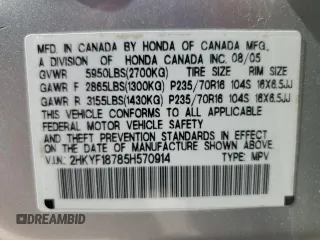 MFD. IN CANADA BY HONDA OF CANADA MFG.,
A DIVISION OF HONDA CANADA INC. 08/05
GVWR 5950LBS(2700KG) TIRE SIZE RIM SIZE
GAWR F 2865LBS(1300KG) P235/70R16 104S 16X6.5JJ
GAWR R 3155LBS(1430KG) P235/70R16 104S 16X6.5JJ
THIS VEHICLE CONFORMS TO ALL APPLICABLE
FEDERAL MOTOR VEHICLE SAFETY STANDARDS
IN EFFECT ON THE DATE OF MANUFACTURE
SHOWN ABOVE.
V.I.N: 2HKYF18785H570914 TYPE: MPV
DREAMBID